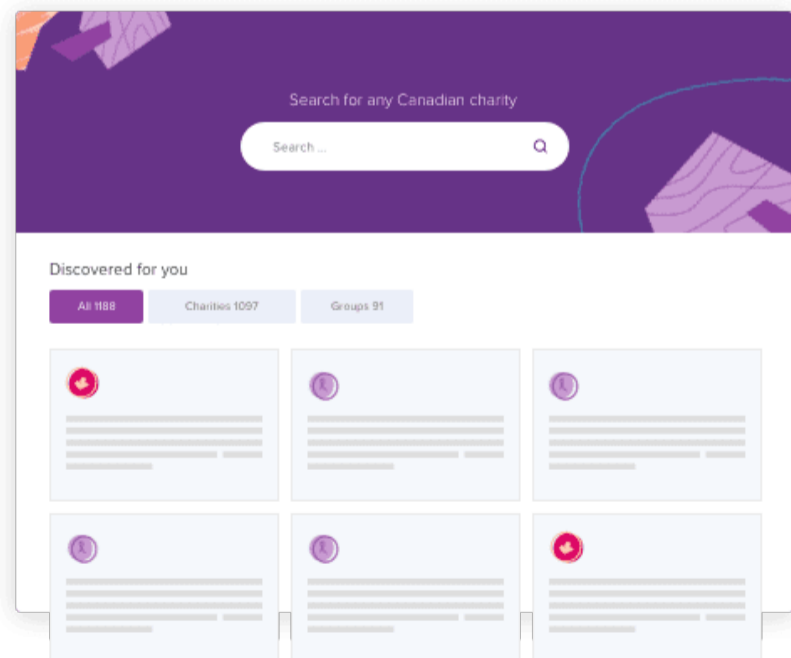 Search for any Canadian charity
Search ...
Discovered for you
All 1188
Charities 1097
Groups 91